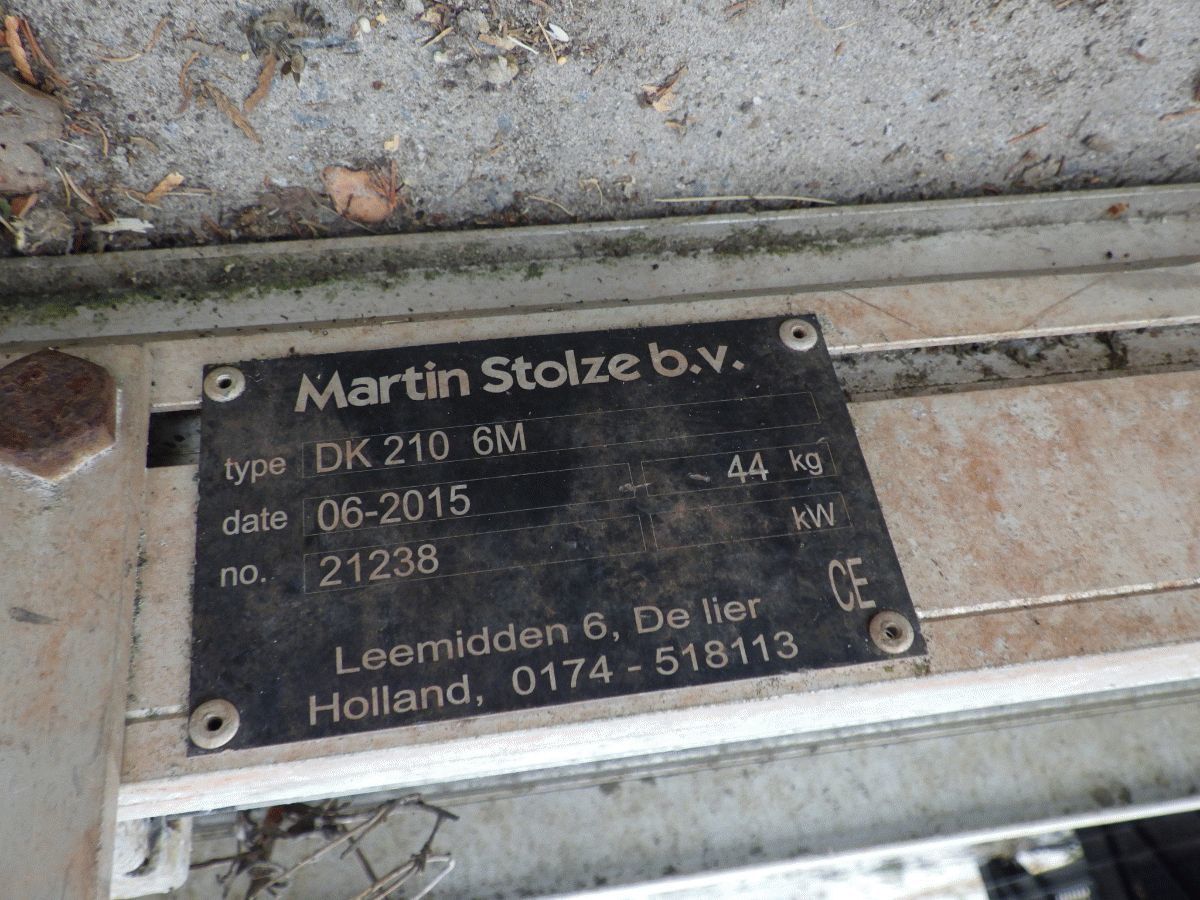 Martin Stolze b.v.
type DK 210 6M
date 06-2015 44 kg
no. 21238 kW
CE
Leemidden 6, De lier
Holland, 0174 - 518113